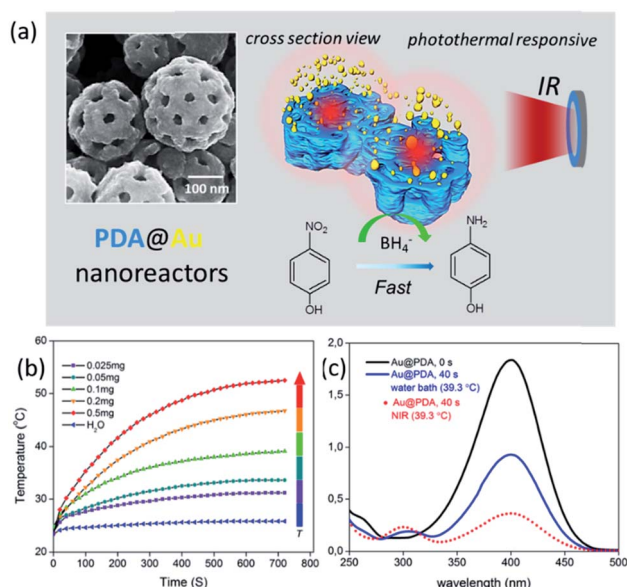 (a)
cross section view
photothermal responsive
IR
100 nm
PDA@Au
nanoreactors
NO₂
BH₄⁻
Fast
OH
NH₂
OH
(b)
60
50
40
30
20
Temperature (°C)
0.025mg
0.05mg
0.1mg
0.2mg
0.5mg
H₂O
T
0 100 200 300 400 500 600 700 800
Time (S)
(c)
2,0
1,5
1,0
0,5
0,0
Au@PDA, 0 s
Au@PDA, 40 s
water bath (39.3 °C)
Au@PDA, 40 s
NIR (39.3 °C)
250 300 350 400 450 500
wavelength (nm)